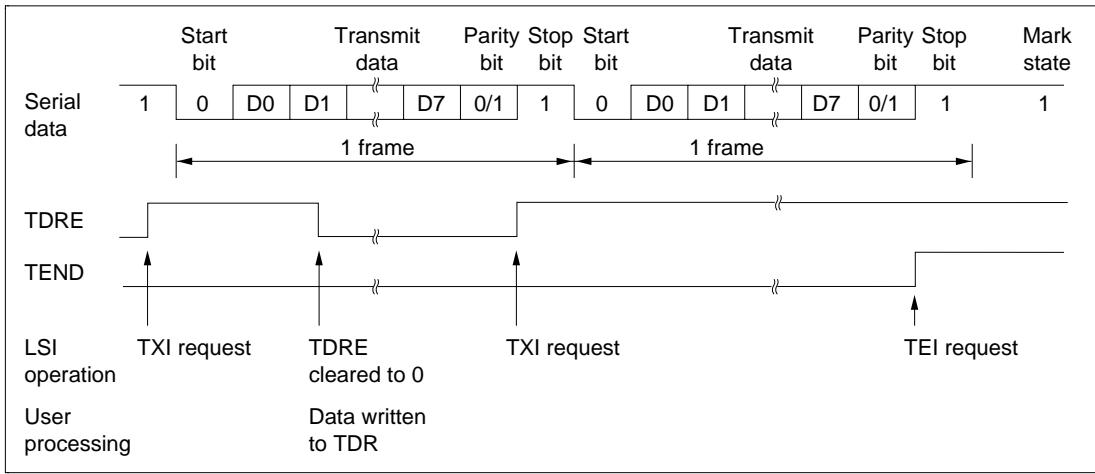 Start bit Transmit data Parity bit Stop bit Start bit Transmit data Parity bit Stop bit Mark state
Serial data 1 0 D0 D1 D7 0/1 1 0 D0 D1 D7 0/1 1 1
1 frame 1 frame
TDRE
TEND
LSI operation TXI request TDRE cleared to 0 TXI request TEI request
User processing Data written to TDR